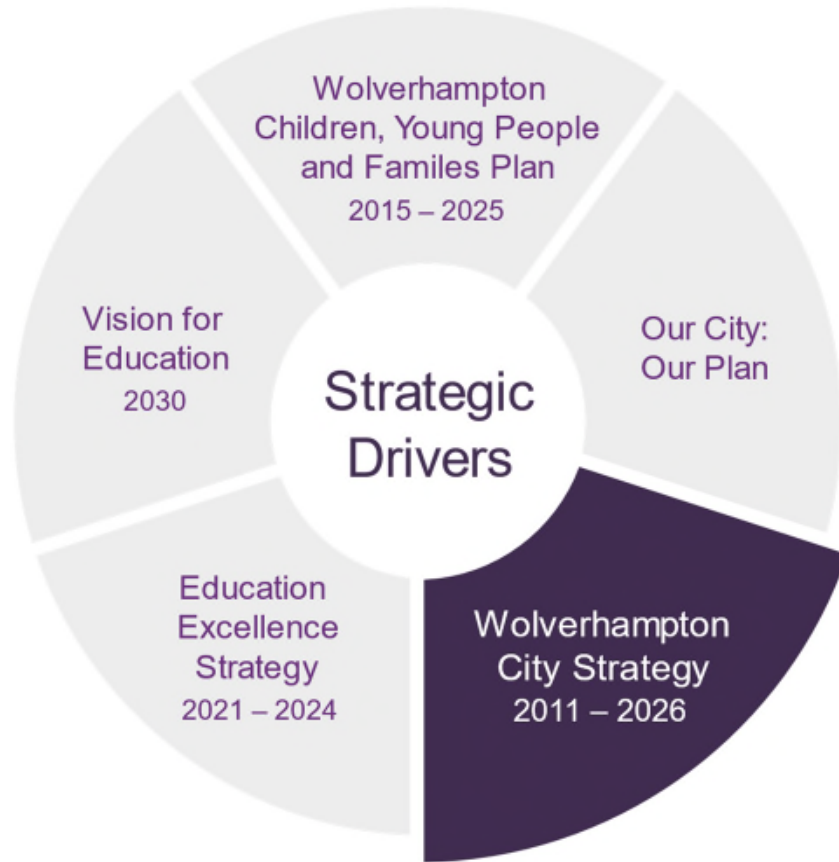 Wolverhampton
Children, Young People
and Familes Plan
2015 – 2025
Our City:
Our Plan
Wolverhampton
City Strategy
2011 – 2026
Education
Excellence
Strategy
2021 – 2024
Vision for
Education
2030
Strategic
Drivers